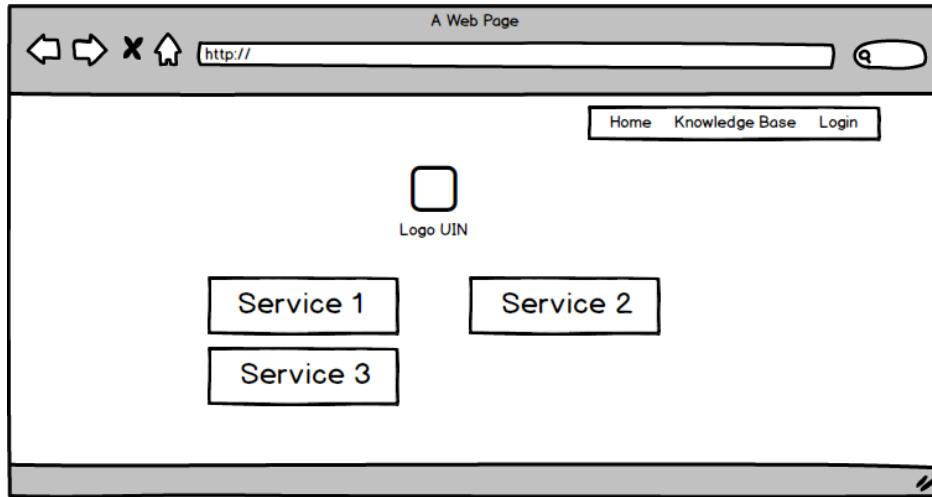 A Web Page
http://
Home Knowledge Base Login
Logo UIN
Service 1 Service 2
Service 3